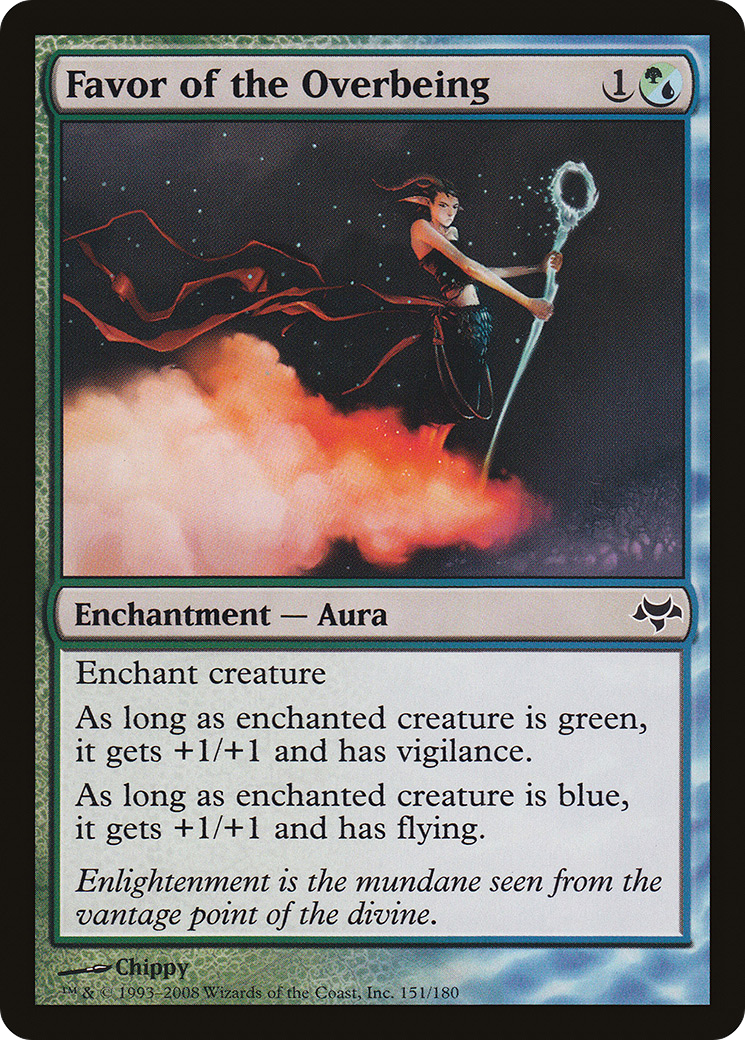 Favor of the Overbeing 1
Enchantment — Aura
Enchant creature
As long as enchanted creature is green,
it gets +1/+1 and has vigilance.
As long as enchanted creature is blue,
it gets +1/+1 and has flying.
Enlightenment is the mundane seen from the
vantage point of the divine.
Chippy
™ & © 1993–2008 Wizards of the Coast, Inc. 151/180